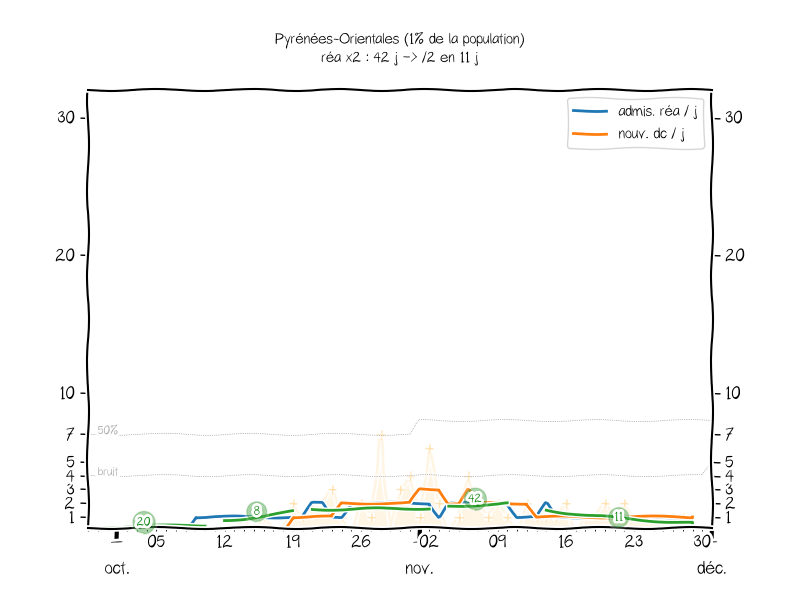 Pyrénées-Orientales (1% de la population)
réa x2 : 42 j -> /2 en 11 j
admis. réa / j
nouv. dc / j
30 30
20 20
10 10
7 50% 7
5 5
4 bruit 4
3 3
2 2
1 1
20 8 42 11
05 12 19 26 02 09 16 23 30
oct. nov. déc.